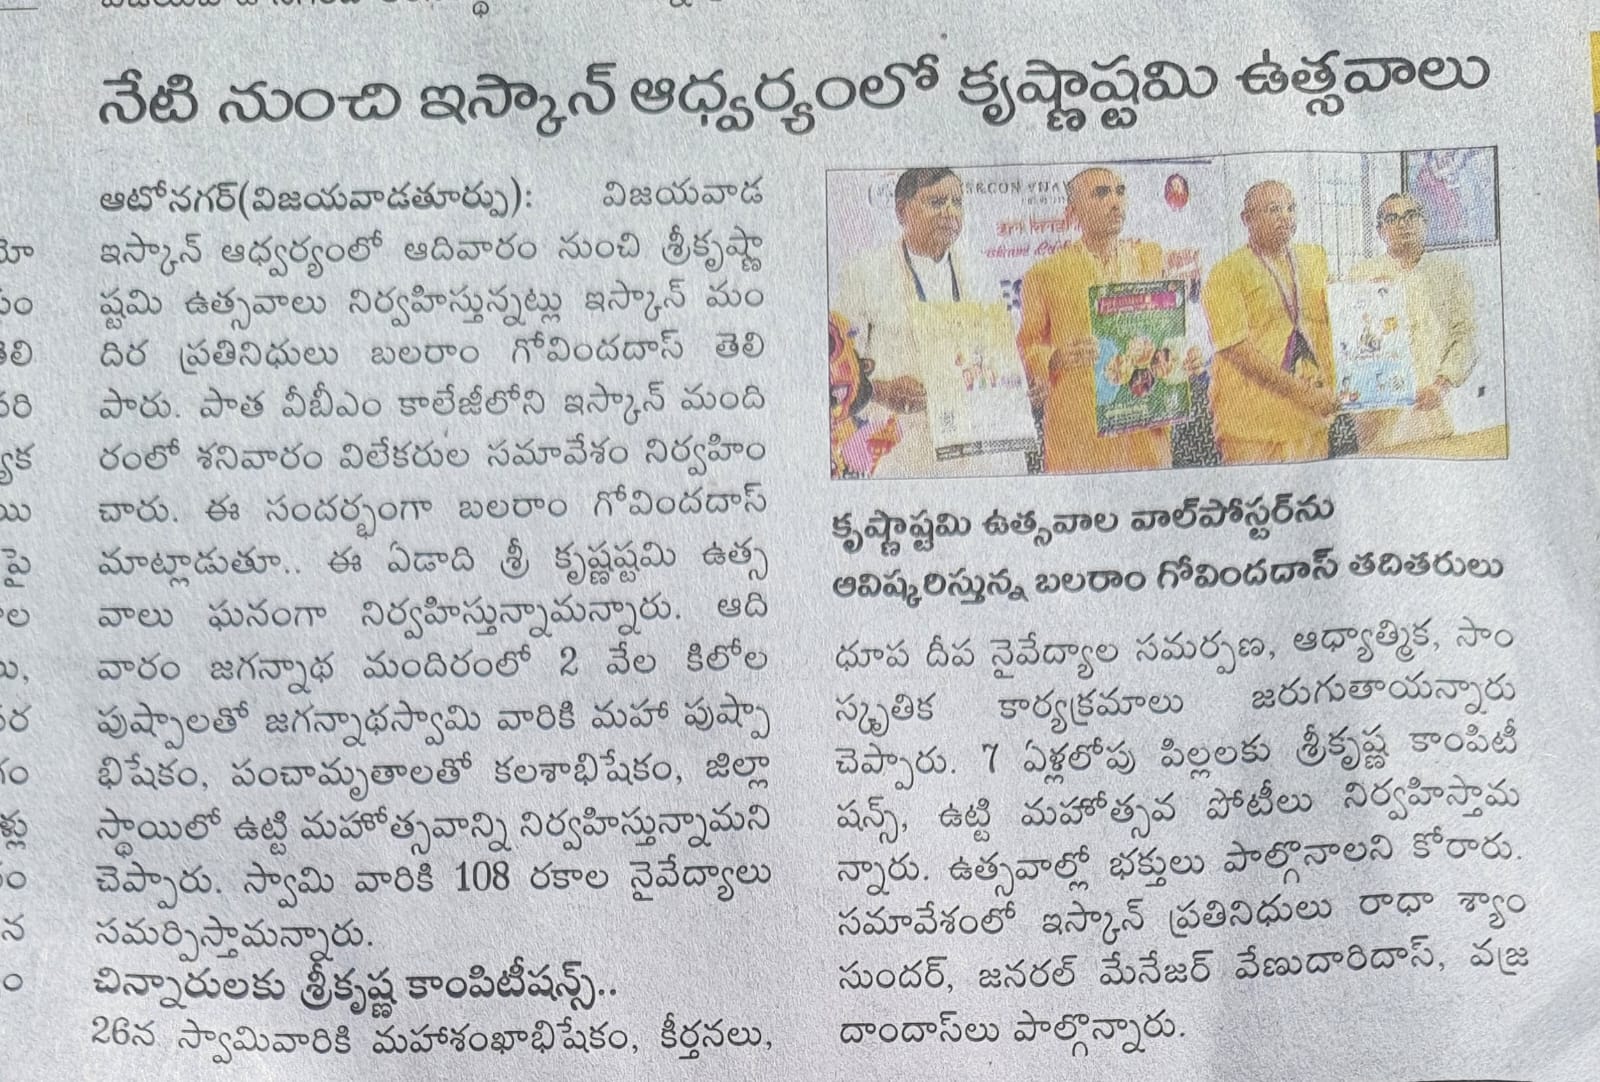 నేటి నుంచి ఇస్కాన్ ఆధ్వర్యంలో కృష్ణాష్టమి ఉత్సవాలు
ఆటోనగర్(విజయవాడతూర్పు): విజయవాడ
ఇస్కాన్ ఆధ్వర్యంలో ఆదివారం నుంచి శ్రీకృష్ణా
ష్టమి ఉత్సవాలు నిర్వహిస్తున్నట్లు ఇస్కాన్ మం
దిర ప్రతినిధులు బలరాం గోవిందదాస్ తెలి
పారు. పాత వీబీఎం కాలేజీలోని ఇస్కాన్ మంది
రంలో శనివారం విలేకరుల సమావేశం నిర్వహిం
చారు. ఈ సందర్భంగా బలరాం గోవిందదాస్
మాట్లాడుతూ.. ఈ ఏడాది శ్రీ కృష్ణష్టమి ఉత్స
వాలు ఘనంగా నిర్వహిస్తున్నామన్నారు. ఆది
వారం జగన్నాథ మందిరంలో 2 వేల కిలోల
పుష్పాలతో జగన్నాథస్వామి వారికి మహా పుష్పా
భిషేకం, పంచామృతాలతో కలశాభిషేకం, జిల్లా
స్థాయిలో ఉట్టి మహోత్సవాన్ని నిర్వహిస్తున్నామని
చెప్పారు. స్వామి వారికి 108 రకాల నైవేద్యాలు
సమర్పిస్తామన్నారు.
చిన్నారులకు శ్రీకృష్ణ కాంపిటీషన్స్..
26న స్వామివారికి మహాశంఖాభిషేకం, కీర్తనలు,
కృష్ణాష్టమి ఉత్సవాల వాల్‌పోస్టర్‌ను
ఆవిష్కరిస్తున్న బలరాం గోవిందదాస్ తదితరులు
ధూప దీప నైవేద్యాల సమర్పణ, ఆధ్యాత్మిక, సాం
స్కృతిక కార్యక్రమాలు జరుగుతాయన్నారు
చెప్పారు. 7 ఏళ్లలోపు పిల్లలకు శ్రీకృష్ణ కాంపిటీ
షన్స్, ఉట్టి మహోత్సవ పోటీలు నిర్వహిస్తామ
న్నారు. ఉత్సవాల్లో భక్తులు పాల్గొనాలని కోరారు.
సమావేశంలో ఇస్కాన్ ప్రతినిధులు రాధా శ్యాం
సుందర్, జనరల్ మేనేజర్ వేణుదారిదాస్, వజ్ర
దాందాస్‌లు పాల్గొన్నారు.